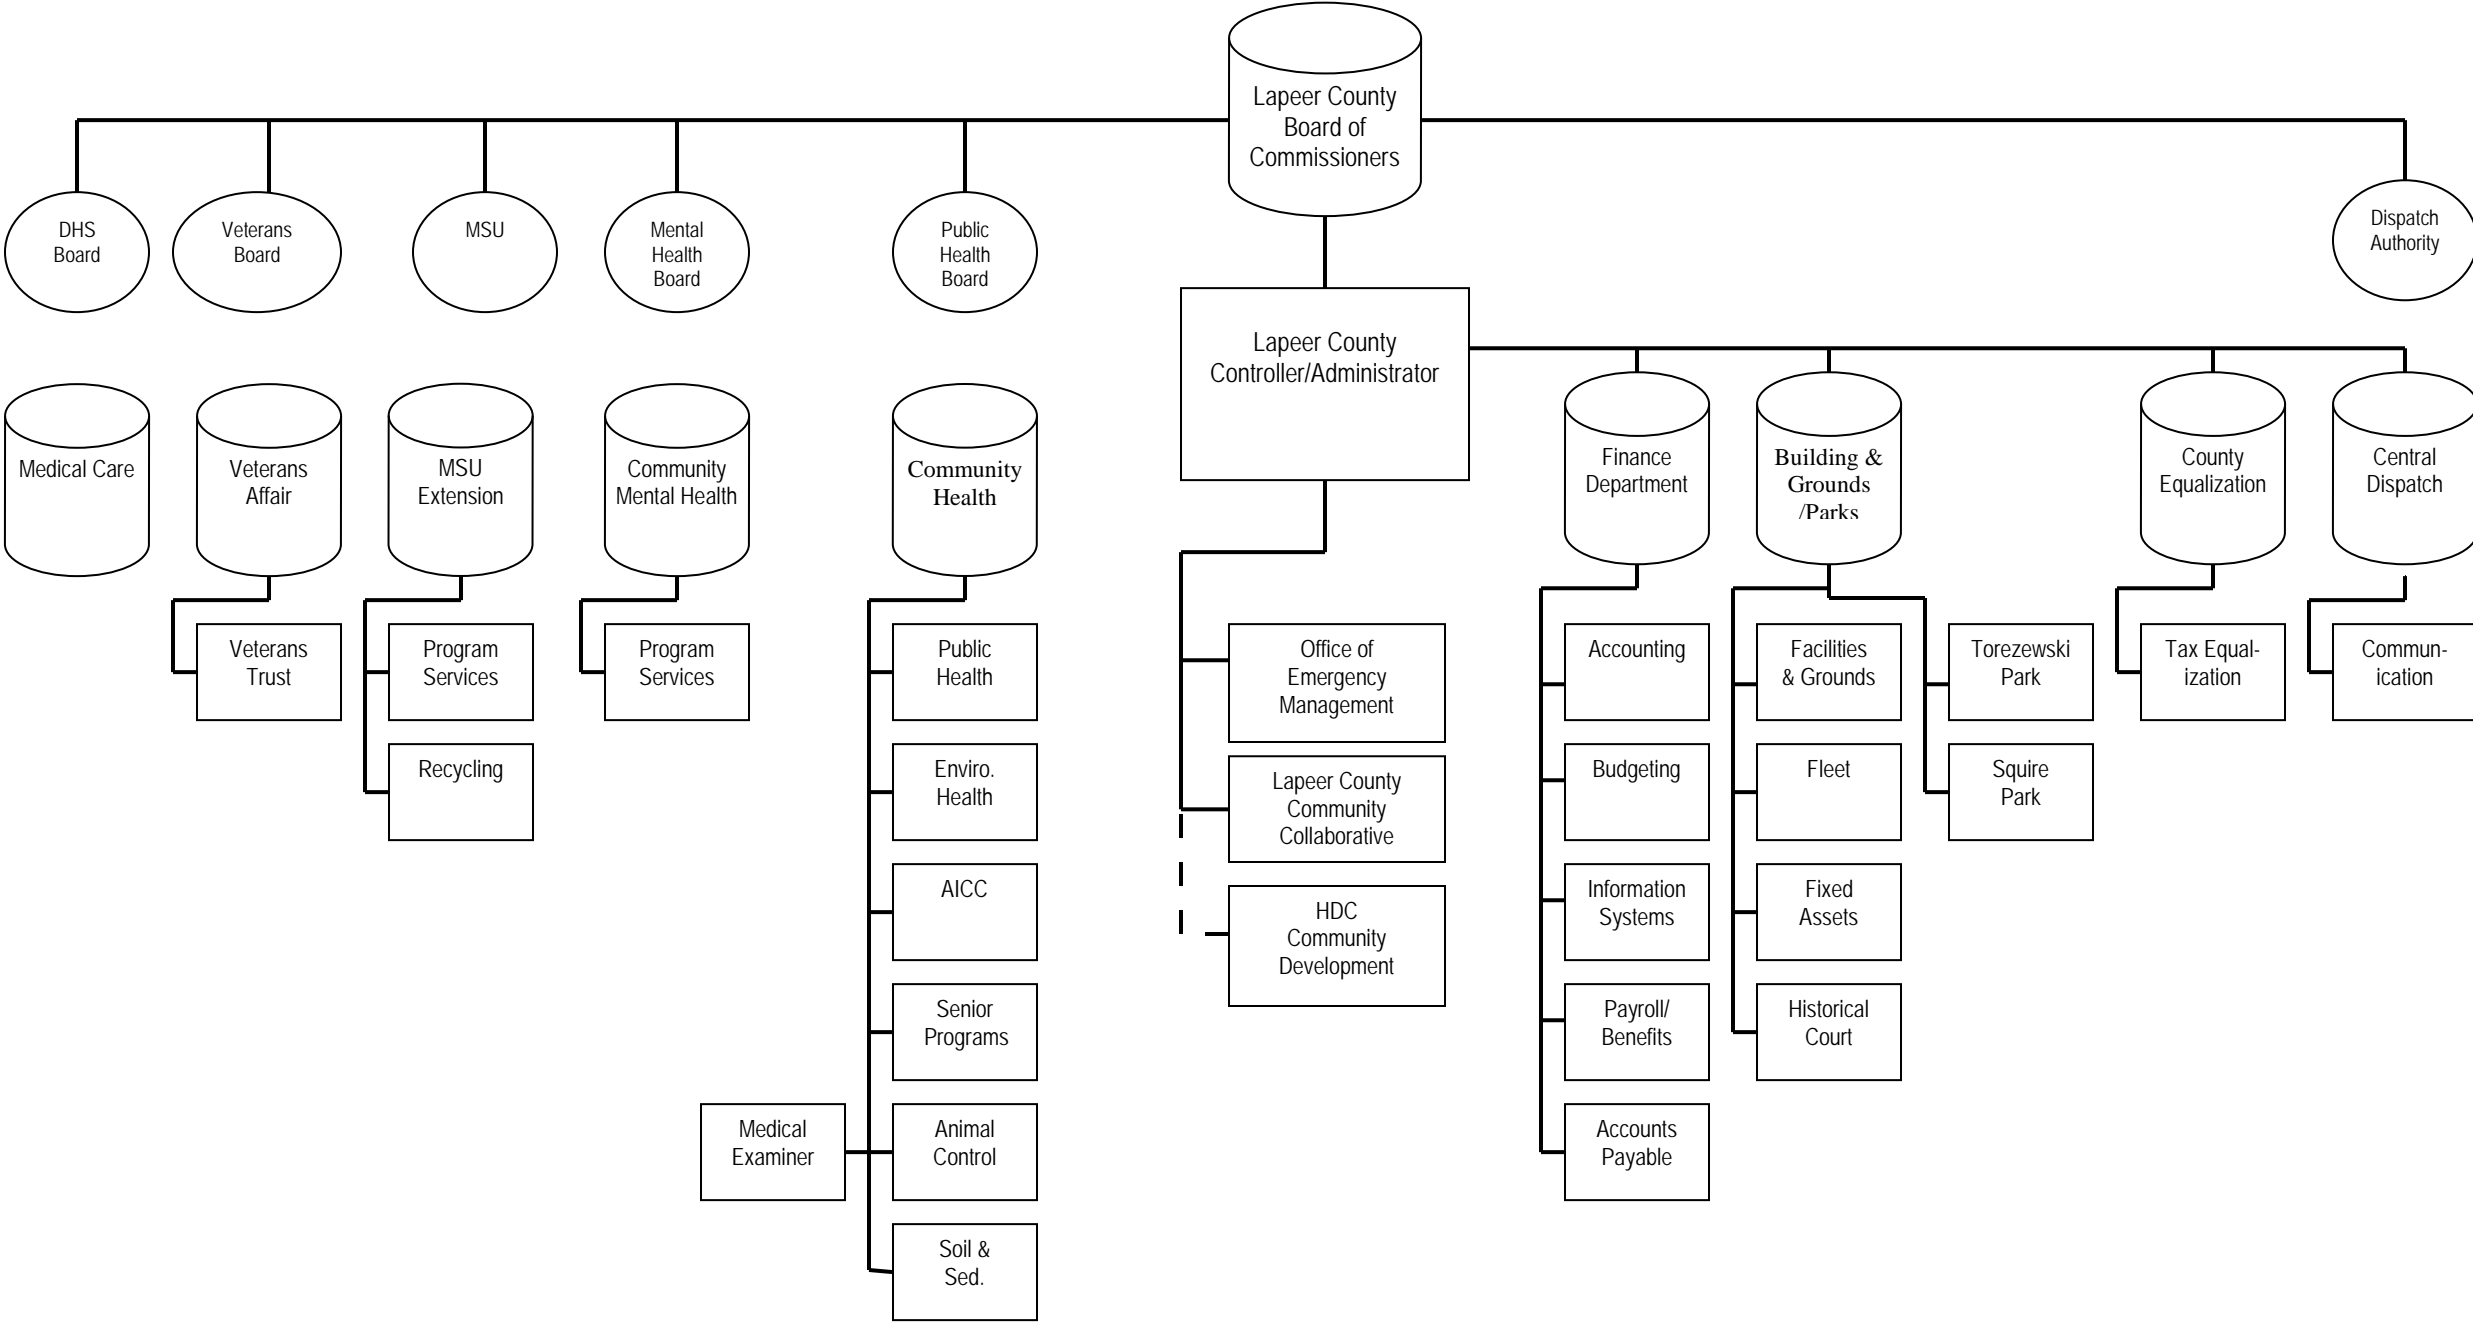 Lapeer County
Board of
Commissioners
DHS
Board
Veterans
Board
MSU
Mental
Health
Board
Public
Health
Board
Dispatch
Authority
Lapeer County
Controller/Administrator
Medical Care
Veterans
Affair
MSU
Extension
Community
Mental Health
Community
Health
Finance
Department
Building &
Grounds
/Parks
County
Equalization
Central
Dispatch
Veterans
Trust
Program
Services
Recycling
Program
Services
Public
Health
Enviro.
Health
AICC
Senior
Programs
Medical
Examiner
Animal
Control
Soil &
Sed.
Office of
Emergency
Management
Lapeer County
Community
Collaborative
HDC
Community
Development
Accounting
Budgeting
Information
Systems
Payroll/
Benefits
Accounts
Payable
Facilities
& Grounds
Fleet
Fixed
Assets
Historical
Court
Torezewski
Park
Squire
Park
Tax Equal-
ization
Commun-
ication